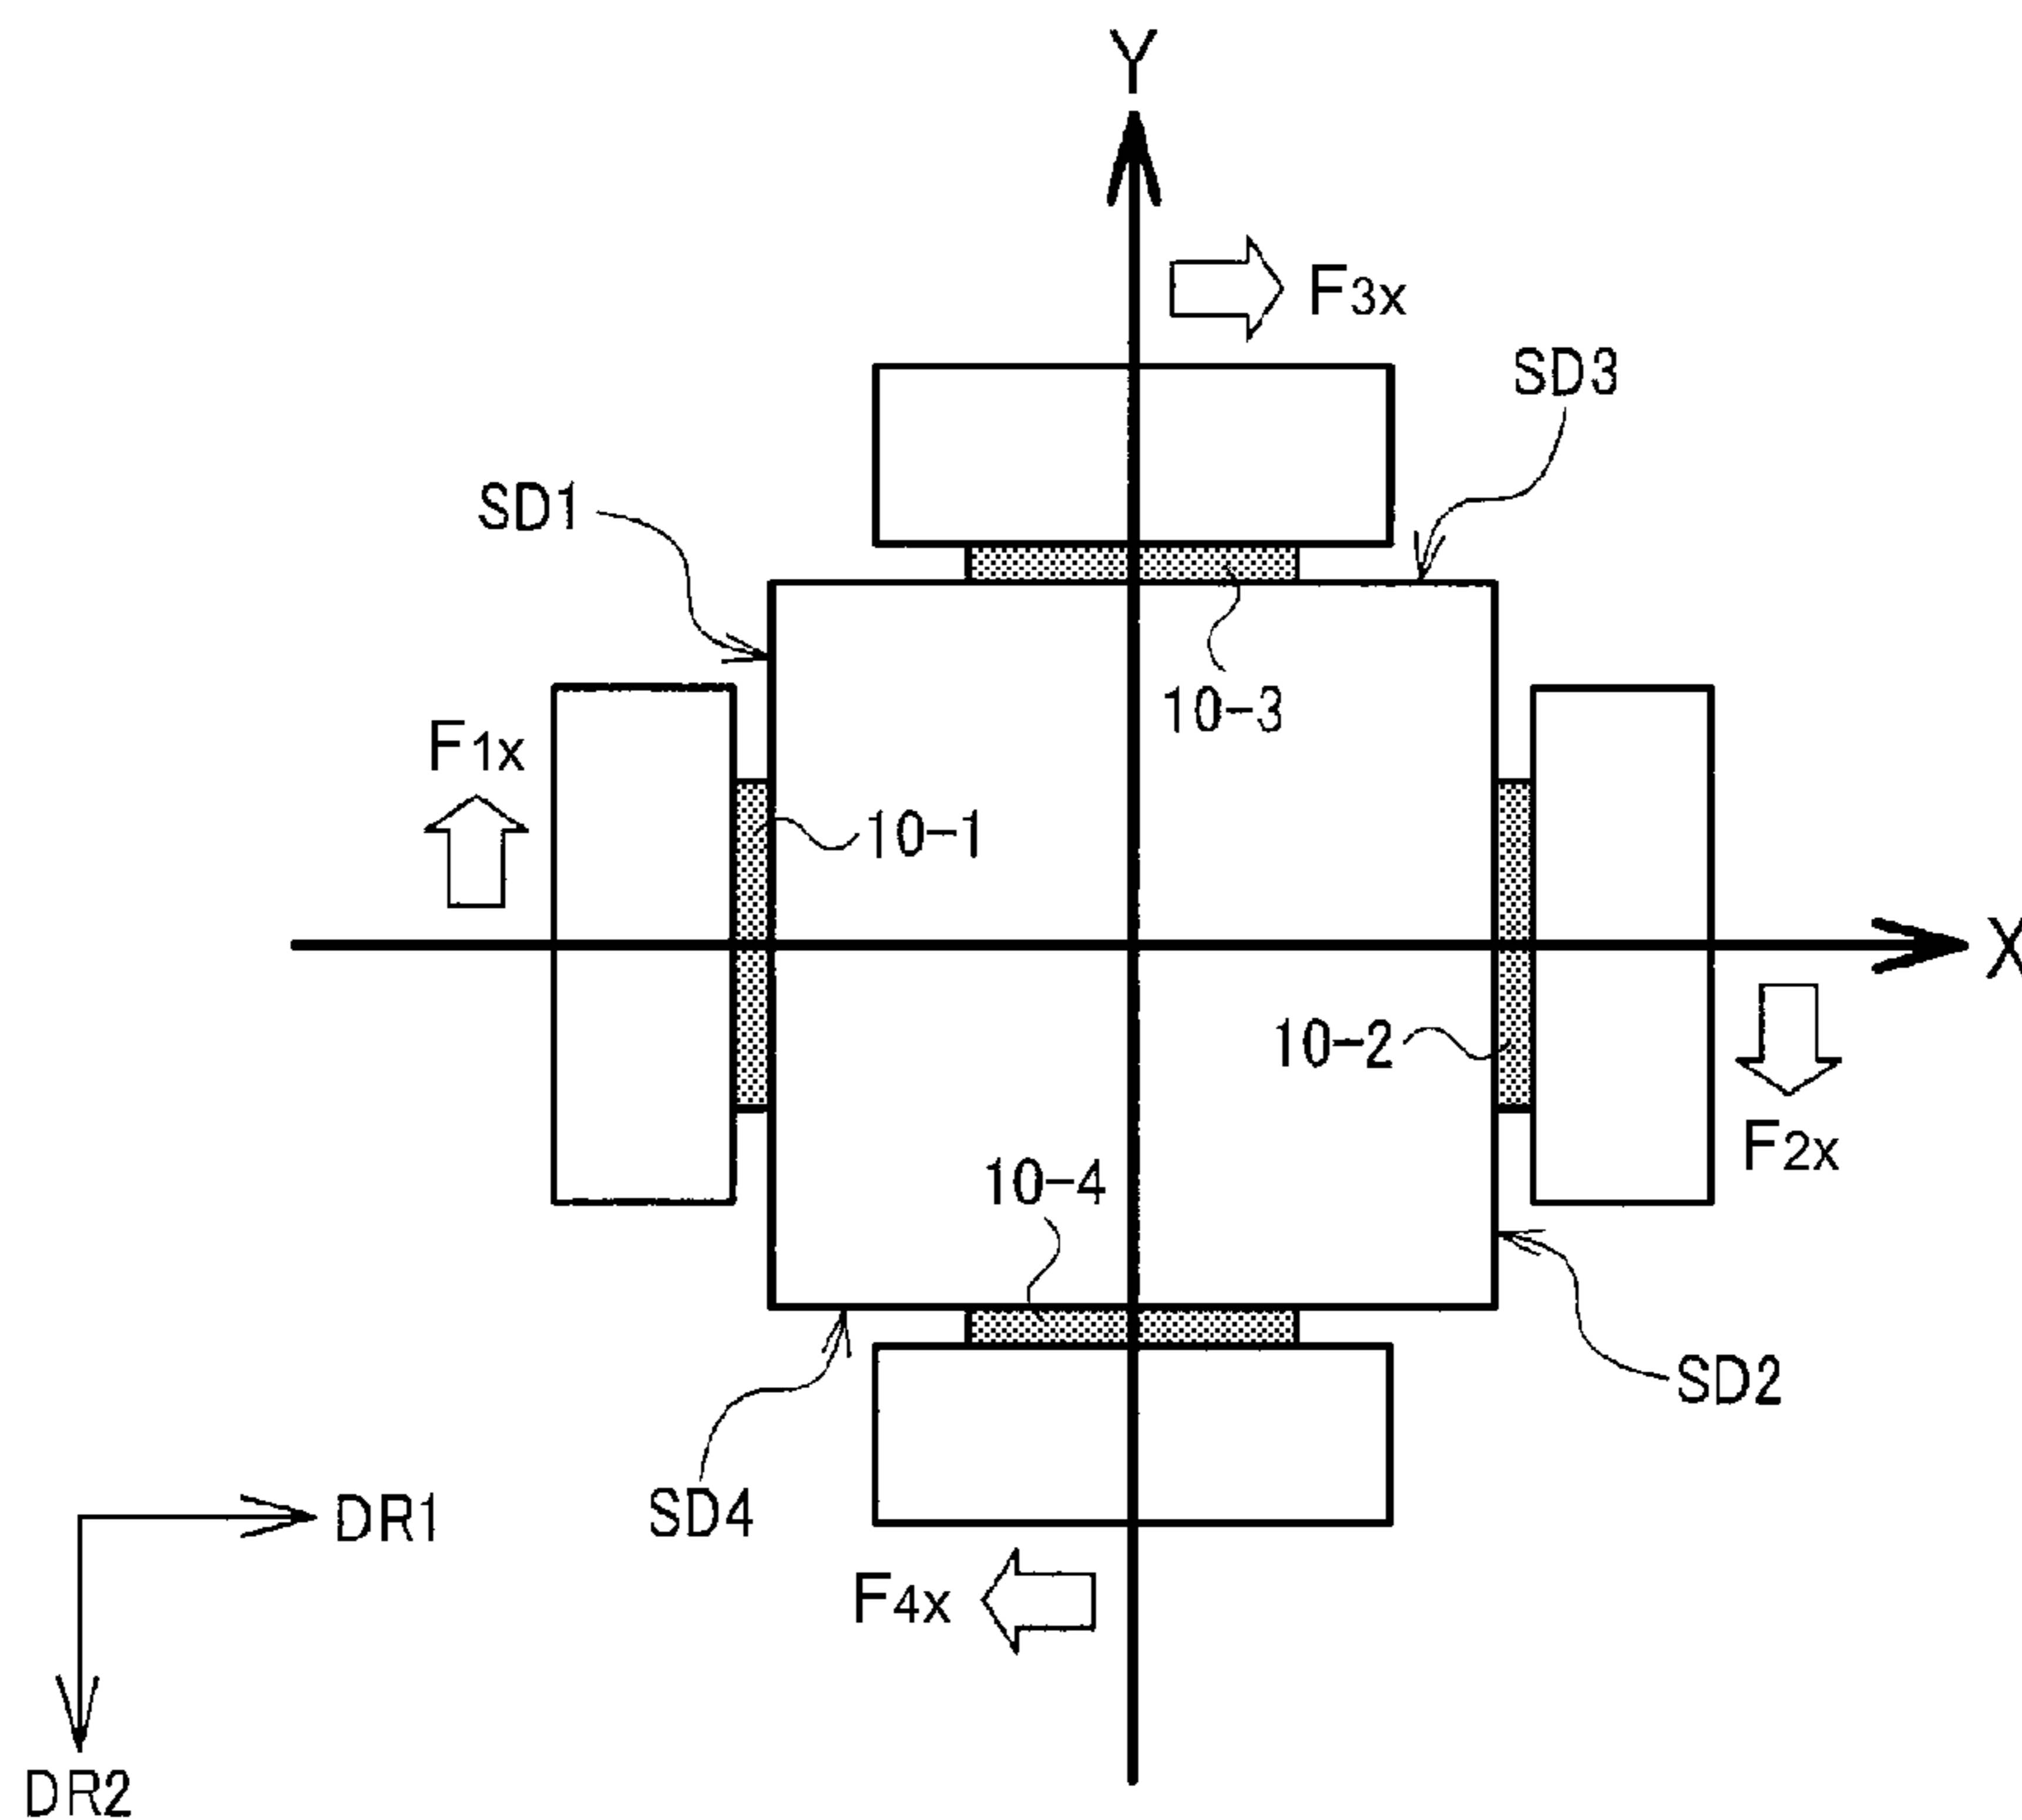 Y
F3x
SD3
SD1
10-3
F1x
10-1
X
10-2
F2x
10-4
SD2
SD4
DR1
F4x
DR2